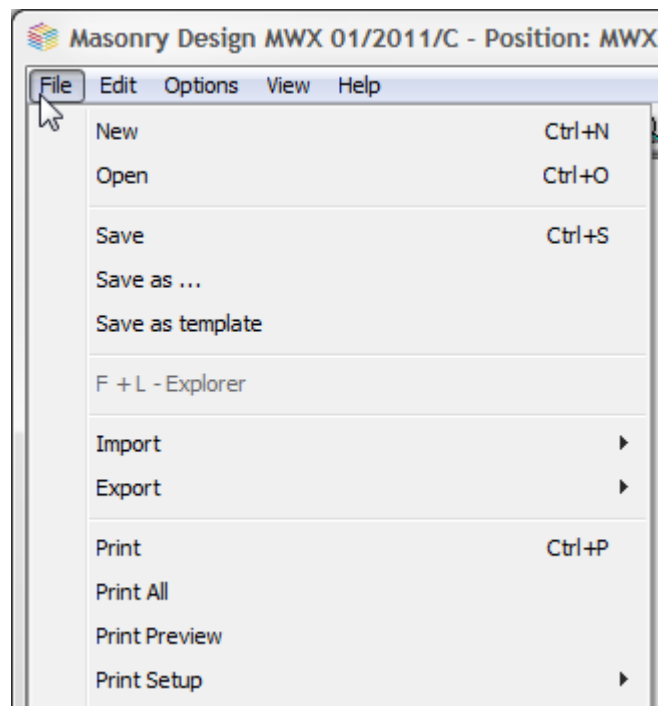 Masonry Design MWX 01/2011/C - Position: MWX
File Edit Options View Help
New Ctrl+N
Open Ctrl+O
Save Ctrl+S
Save as ...
Save as template
F + L - Explorer
Import
Export
Print Ctrl+P
Print All
Print Preview
Print Setup